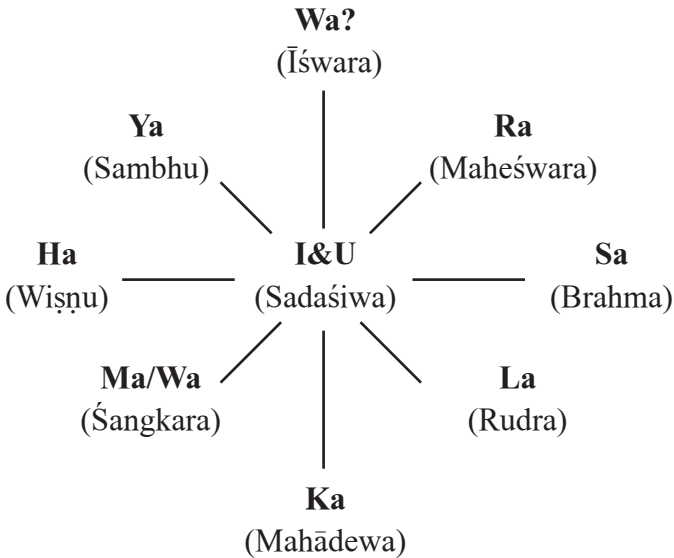 Wa?
(Īśwara)
Ya
(Sambhu)
Ra
(Maheśwara)
Ha
(Wiṣṇu)
I&U
(Sadaśiwa)
Sa
(Brahma)
Ma/Wa
(Śangkara)
La
(Rudra)
Ka
(Mahādewa)